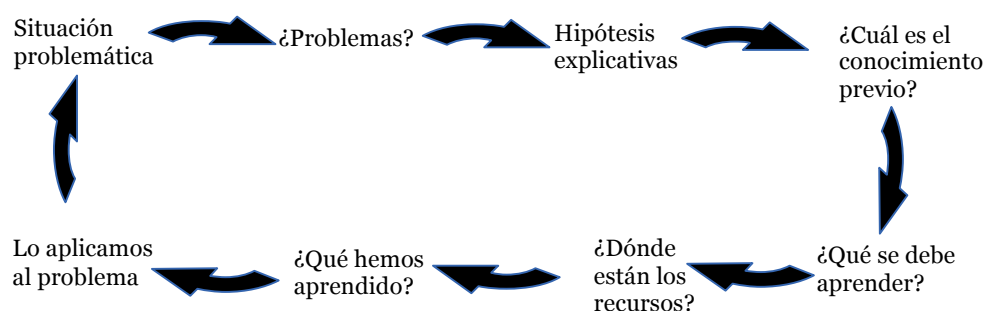 Situación
problemática
¿Problemas?
Hipótesis
explicativas
¿Cuál es el
conocimiento
previo?
¿Qué se debe
aprender?
¿Dónde
están los
recursos?
¿Qué hemos
aprendido?
Lo aplicamos
al problema